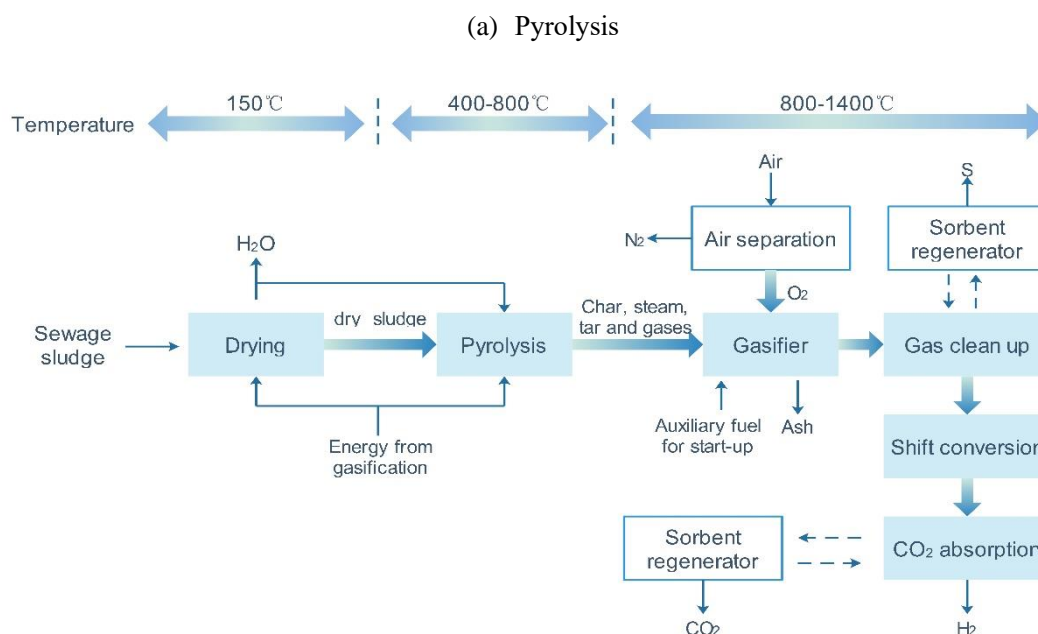 (a) Pyrolysis
Temperature
150℃
400-800℃
800-1400℃
Air
S
N₂
Air separation
Sorbent
regenerator
H₂O
O₂
Sewage
sludge
Drying
dry sludge
Pyrolysis
Char, steam,
tar and gases
Gasifier
Gas clean up
Energy from
gasification
Auxiliary fuel
for start-up
Ash
Shift conversion
Sorbent
regenerator
CO₂ absorption
CO₂
H₂